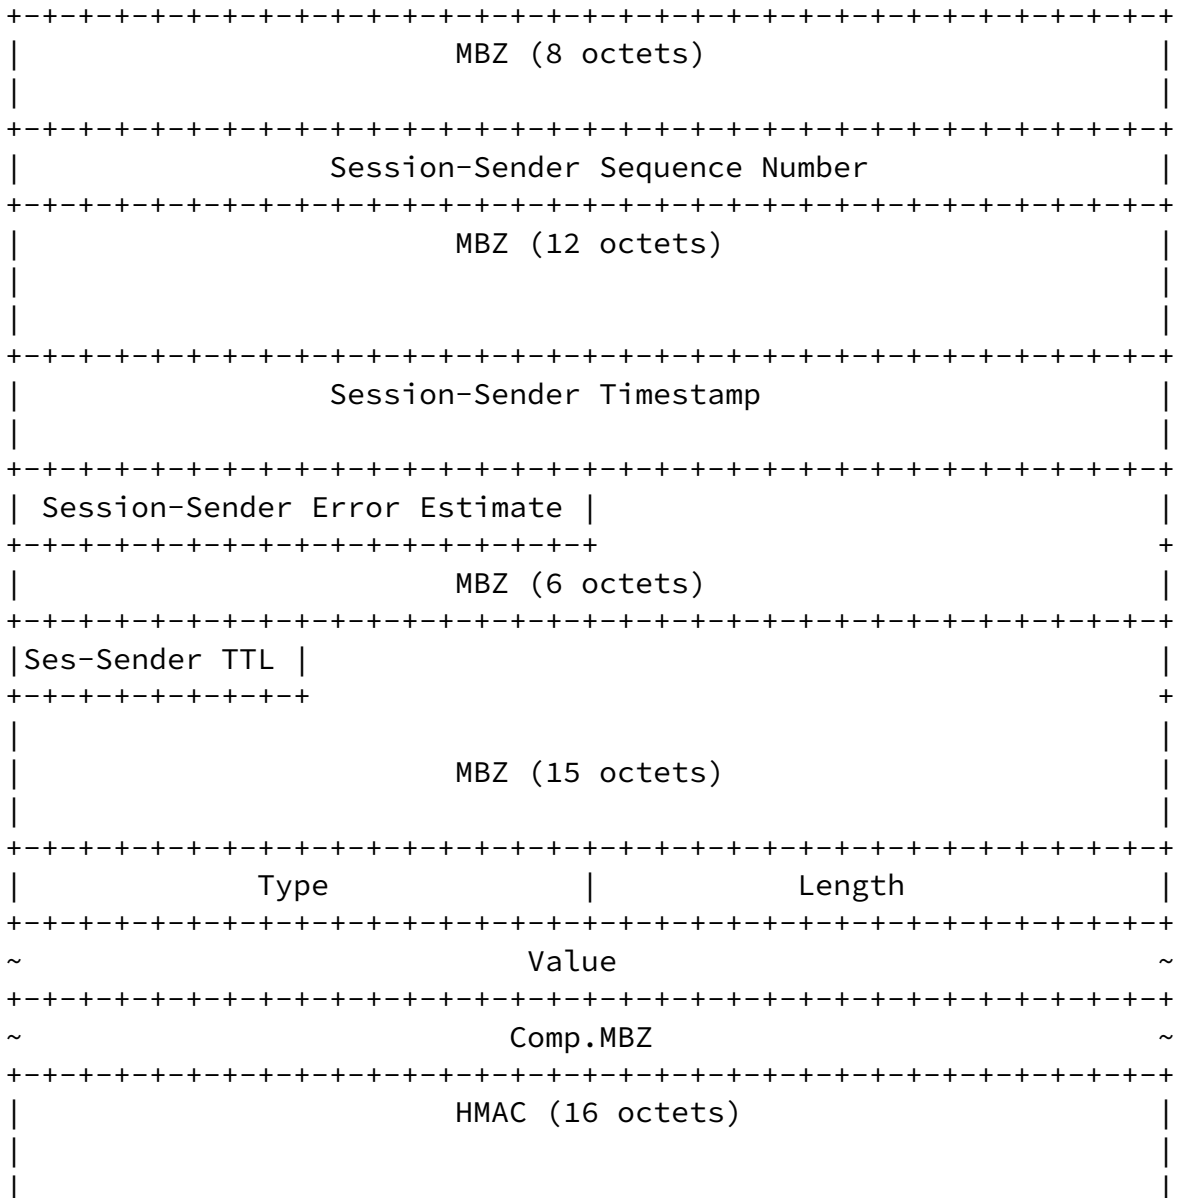 +-+-+-+-+-+-+-+-+-+-+-+-+-+-+-+-+-+-+-+-+-+-+-+-+-+-+-+-+-+-+-+-+
|                        MBZ (8 octets)                         |
|                                                               |
+-+-+-+-+-+-+-+-+-+-+-+-+-+-+-+-+-+-+-+-+-+-+-+-+-+-+-+-+-+-+-+-+
|                 Session-Sender Sequence Number                |
+-+-+-+-+-+-+-+-+-+-+-+-+-+-+-+-+-+-+-+-+-+-+-+-+-+-+-+-+-+-+-+-+
|                        MBZ (12 octets)                        |
|                                                               |
|                                                               |
+-+-+-+-+-+-+-+-+-+-+-+-+-+-+-+-+-+-+-+-+-+-+-+-+-+-+-+-+-+-+-+-+
|                 Session-Sender Timestamp                      |
|                                                               |
+-+-+-+-+-+-+-+-+-+-+-+-+-+-+-+-+-+-+-+-+-+-+-+-+-+-+-+-+-+-+-+-+
| Session-Sender Error Estimate |                               |
+-+-+-+-+-+-+-+-+-+-+-+-+-+-+-+-+                               +
|                        MBZ (6 octets)                         |
+-+-+-+-+-+-+-+-+-+-+-+-+-+-+-+-+-+-+-+-+-+-+-+-+-+-+-+-+-+-+-+-+
|Ses-Sender TTL |                                               |
+-+-+-+-+-+-+-+-+                                               +
|                                                               |
|                        MBZ (15 octets)                        |
|                                                               |
+-+-+-+-+-+-+-+-+-+-+-+-+-+-+-+-+-+-+-+-+-+-+-+-+-+-+-+-+-+-+-+-+
|             Type              |           Length              |
+-+-+-+-+-+-+-+-+-+-+-+-+-+-+-+-+-+-+-+-+-+-+-+-+-+-+-+-+-+-+-+-+
~                            Value                              ~
+-+-+-+-+-+-+-+-+-+-+-+-+-+-+-+-+-+-+-+-+-+-+-+-+-+-+-+-+-+-+-+-+
~                           Comp.MBZ                            ~
+-+-+-+-+-+-+-+-+-+-+-+-+-+-+-+-+-+-+-+-+-+-+-+-+-+-+-+-+-+-+-+-+
|                        HMAC (16 octets)                       |
|                                                               |
|                                                               |